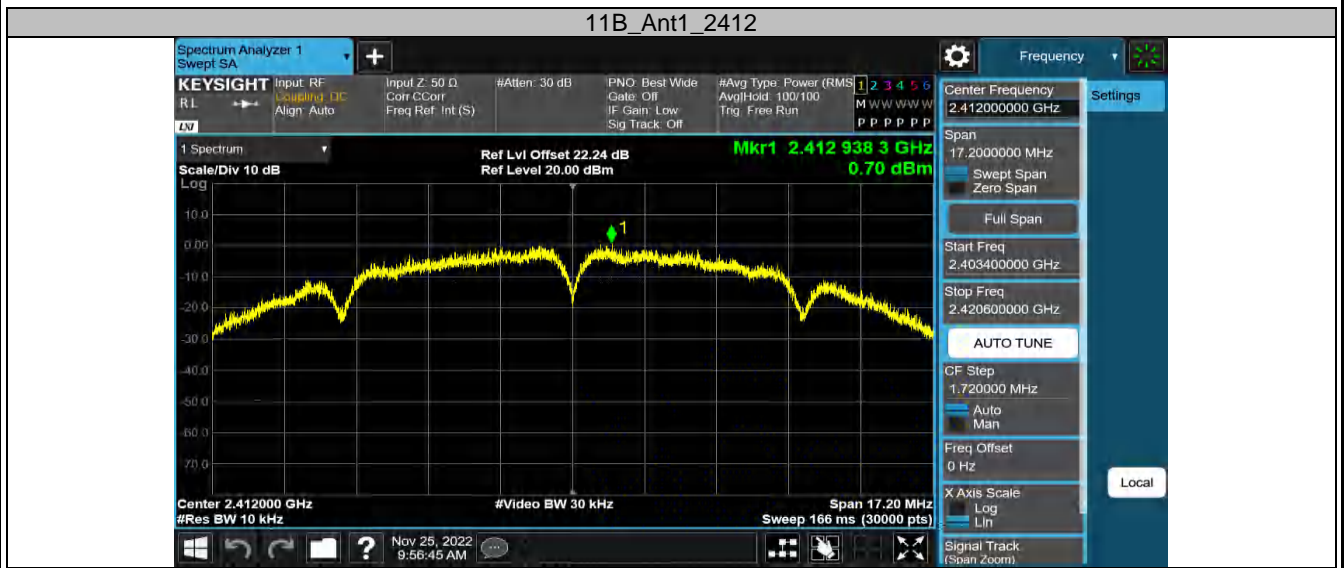 11B_Ant1_2412
Spectrum Analyzer 1
Swept SA
Frequency
KEYSIGHT
RL
LXI
Input: RF
Coupling: DC
Align: Auto
Input Z: 50 Ω
Corr CCorr
Freq Ref: Int (S)
#Atten: 30 dB
PNO: Best Wide
Gate: Off
IF Gain: Low
Sig Track: Off
#Avg Type: Power (RMS
Avg|Hold: 100/100
Trig: Free Run
1 2 3 4 5 6
M W W W W W
P P P P P P
1 Spectrum
Scale/Div 10 dB
Log
Ref Lvl Offset 22.24 dB
Ref Level 20.00 dBm
Mkr1 2.412 938 3 GHz
0.70 dBm
10.0
0.00
-10.0
-20.0
-30.0
-40.0
-50.0
-60.0
-70.0
1
Center 2.412000 GHz
#Res BW 10 kHz
#Video BW 30 kHz
Span 17.20 MHz
Sweep 166 ms (30000 pts)
Nov 25, 2022
9:56:45 AM
Center Frequency
2.412000000 GHz
Settings
Span
17.2000000 MHz
Swept Span
Zero Span
Full Span
Start Freq
2.403400000 GHz
Stop Freq
2.420600000 GHz
AUTO TUNE
CF Step
1.720000 MHz
Auto
Man
Freq Offset
0 Hz
X Axis Scale
Log
Lin
Local
Signal Track
(Span Zoom)